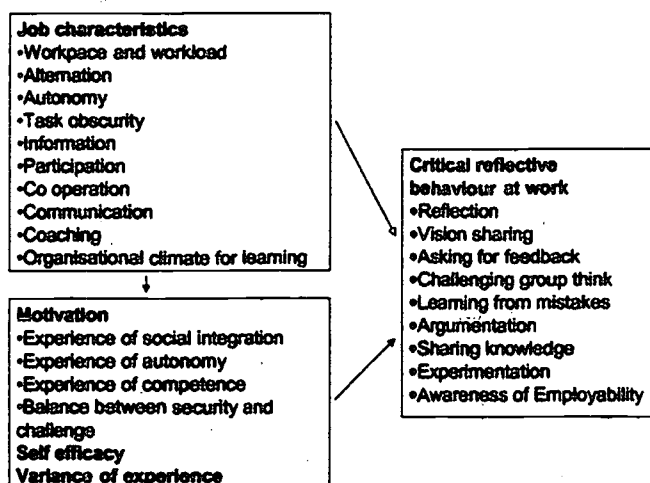 Job characteristics
•Workpace and workload
•Alternation
•Autonomy
•Task obscurity
•Information
•Participation
•Co operation
•Communication
•Coaching
•Organisational climate for learning
Motivation
•Experience of social integration
•Experience of autonomy
•Experience of competence
•Balance between security and
challenge
Self efficacy
Variance of experience
Critical reflective
behaviour at work
•Reflection
•Vision sharing
•Asking for feedback
•Challenging group think
•Learning from mistakes
•Argumentation
•Sharing knowledge
•Experimentation
•Awareness of Employability